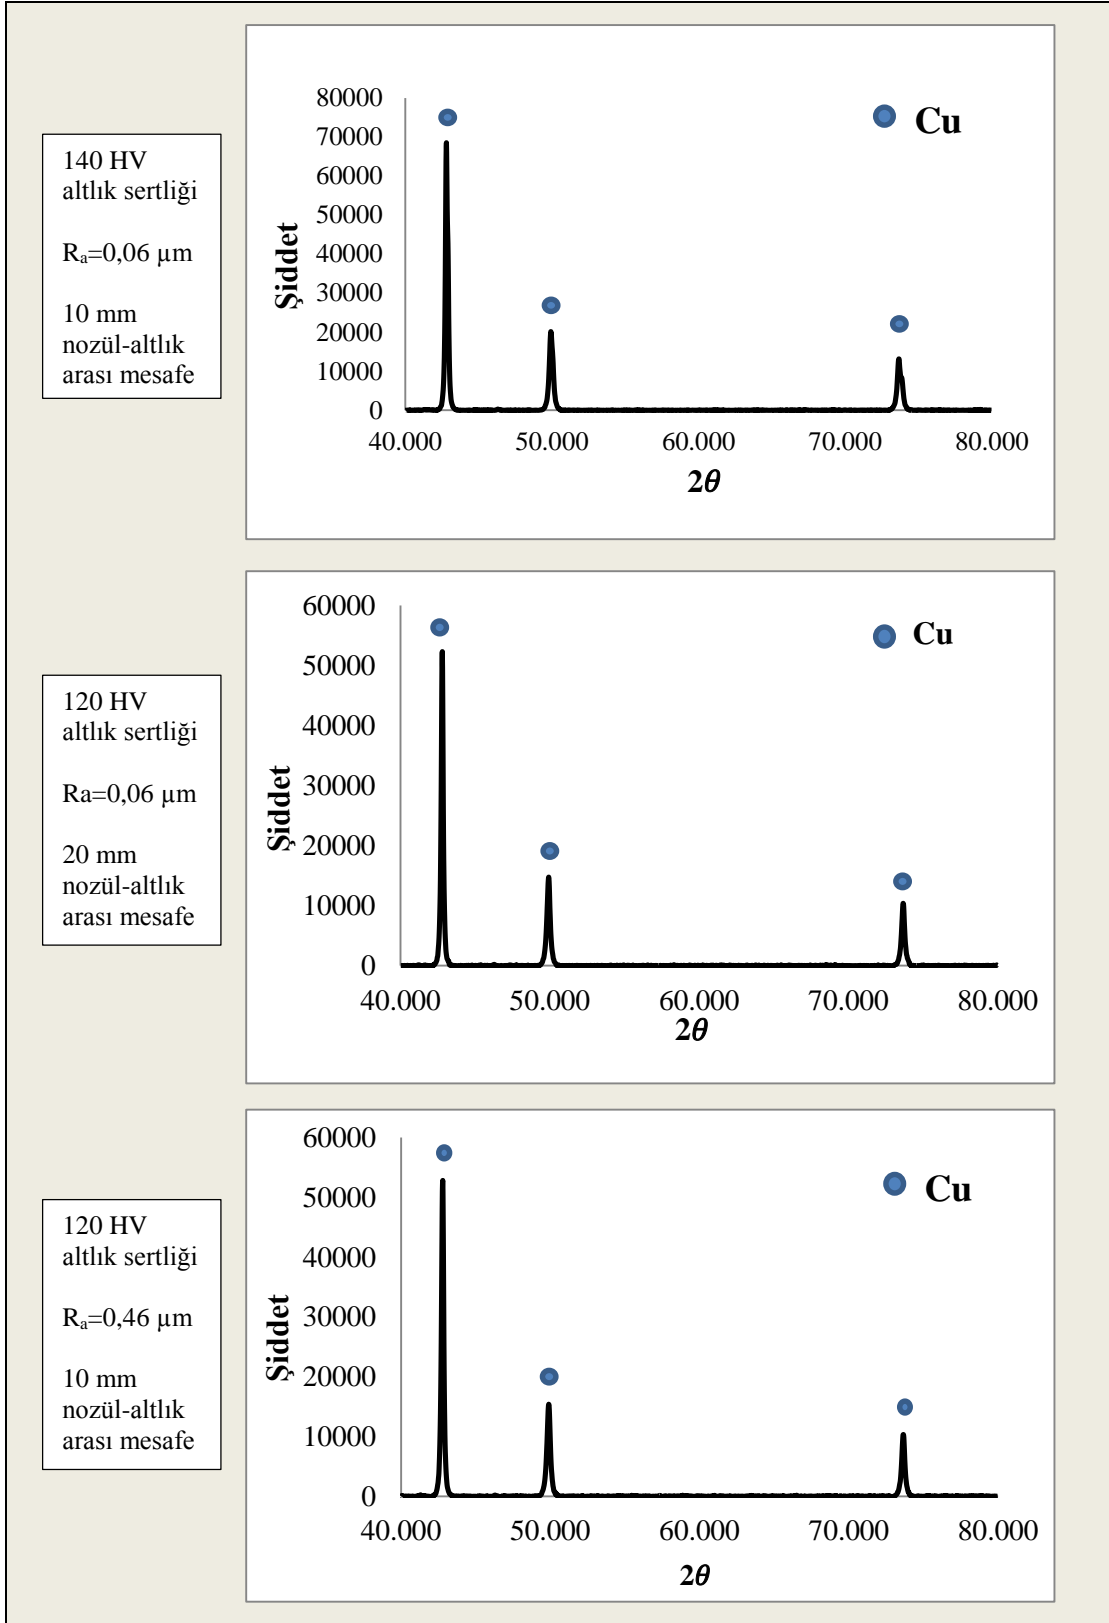 140 HV
altlık sertliği
Rₐ=0,06 µm
10 mm
nozül-altlık
arası mesafe
80000
70000
60000
50000
40000
30000
20000
10000
0
Şiddet
40.000 50.000 60.000 70.000 80.000
2θ
Cu
120 HV
altlık sertliği
Ra=0,06 µm
20 mm
nozül-altlık
arası mesafe
60000
50000
40000
30000
20000
10000
0
Şiddet
40.000 50.000 60.000 70.000 80.000
2θ
Cu
120 HV
altlık sertliği
Rₐ=0,46 µm
10 mm
nozül-altlık
arası mesafe
60000
50000
40000
30000
20000
10000
0
Şiddet
40.000 50.000 60.000 70.000 80.000
2θ
Cu